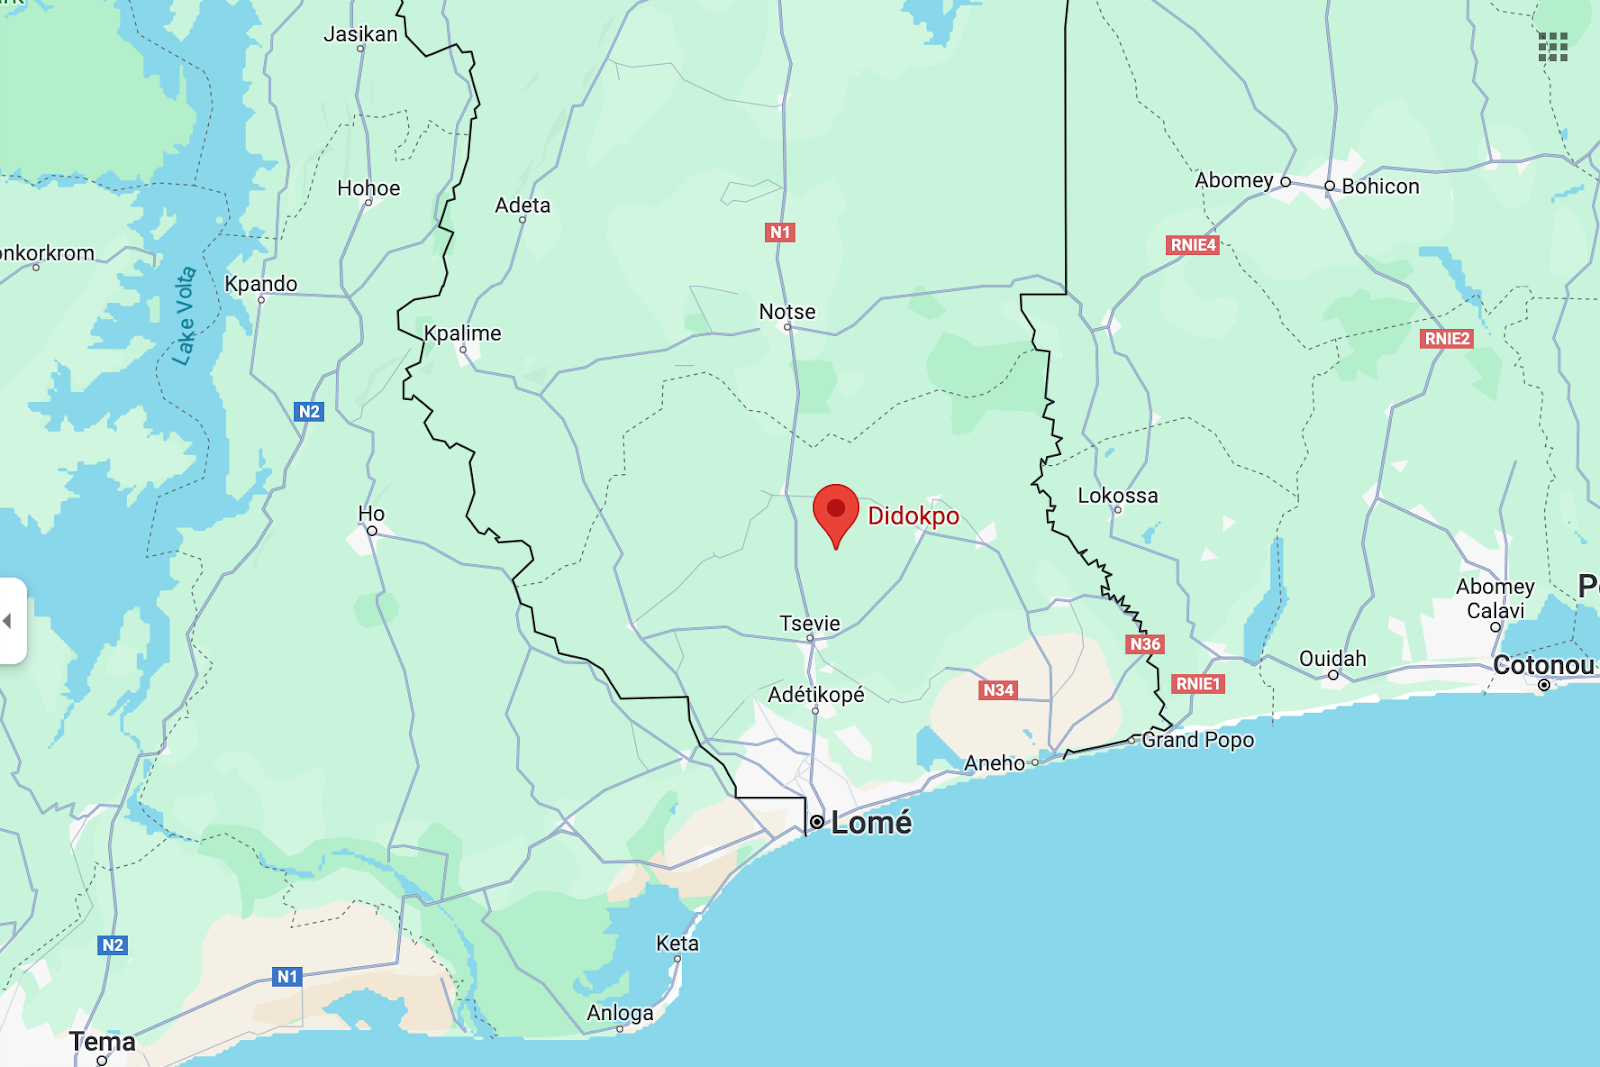 Jasikan
Hohoe
Adeta
Abomey
Bohicon
N1
RNIE4
onkorkrom
Kpando
Lake Volta
Notse
Kpalime
RNIE2
N2
Lokossa
Ho
Didokpo
Abomey
Calavi
Tsevie
N36
Ouidah
Cotonou
Adétikopé
N34
RNIE1
Grand Popo
Aneho
Lomé
N2
Keta
N1
Anloga
Tema